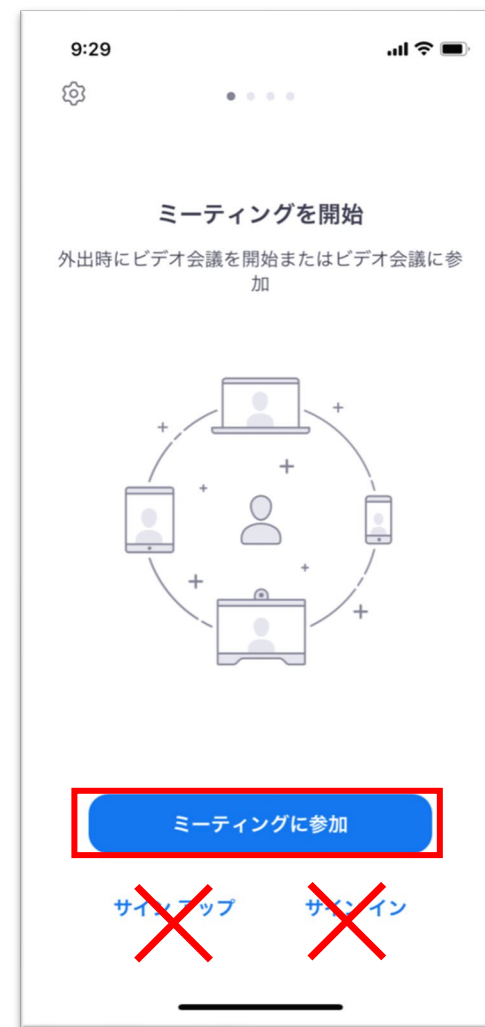 9:29
ミーティングを開始
外出時にビデオ会議を開始またはビデオ会議に参
加
ミーティングに参加
サインアップ
サインイン